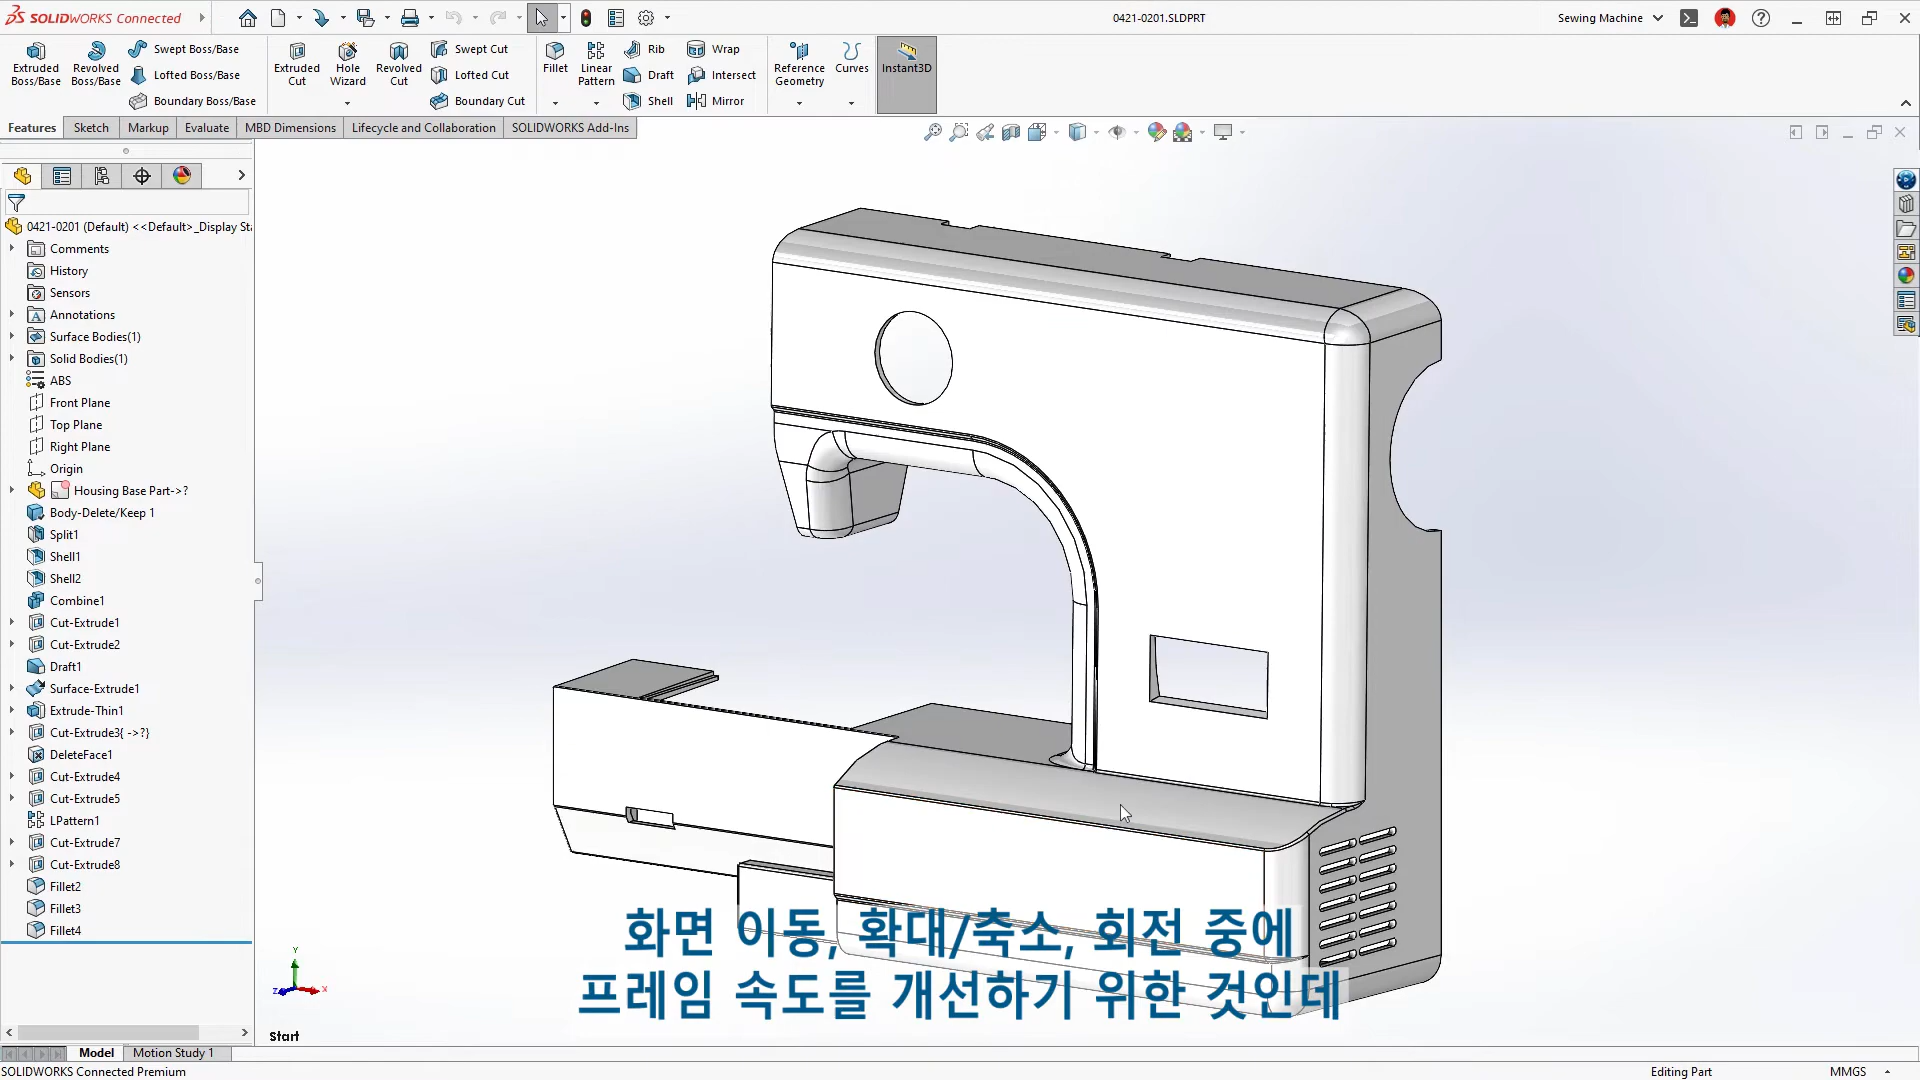 SOLIDWORKS Connected
0421-0201.SLDPRT
Sewing Machine
Extruded Boss/Base
Revolved Boss/Base
Swept Boss/Base
Lofted Boss/Base
Boundary Boss/Base
Extruded Cut
Hole Wizard
Revolved Cut
Swept Cut
Lofted Cut
Boundary Cut
Fillet
Linear Pattern
Rib
Draft
Shell
Wrap
Intersect
Mirror
Reference Geometry
Curves
Instant3D
Features
Sketch
Markup
Evaluate
MBD Dimensions
Lifecycle and Collaboration
SOLIDWORKS Add-Ins
0421-0201 (Default) <<Default>_Display St
Comments
History
Sensors
Annotations
Surface Bodies(1)
Solid Bodies(1)
ABS
Front Plane
Top Plane
Right Plane
Origin
Housing Base Part->?
Body-Delete/Keep 1
Split1
Shell1
Shell2
Combine1
Cut-Extrude1
Cut-Extrude2
Draft1
Surface-Extrude1
Extrude-Thin1
Cut-Extrude3{ ->?}
DeleteFace1
Cut-Extrude4
Cut-Extrude5
LPattern1
Cut-Extrude7
Cut-Extrude8
Fillet2
Fillet3
Fillet4
Y
Z
X
Start
화면 이동, 확대/축소, 회전 중에
프레임 속도를 개선하기 위한 것인데
Model
Motion Study 1
SOLIDWORKS Connected Premium
Editing Part
MMGS